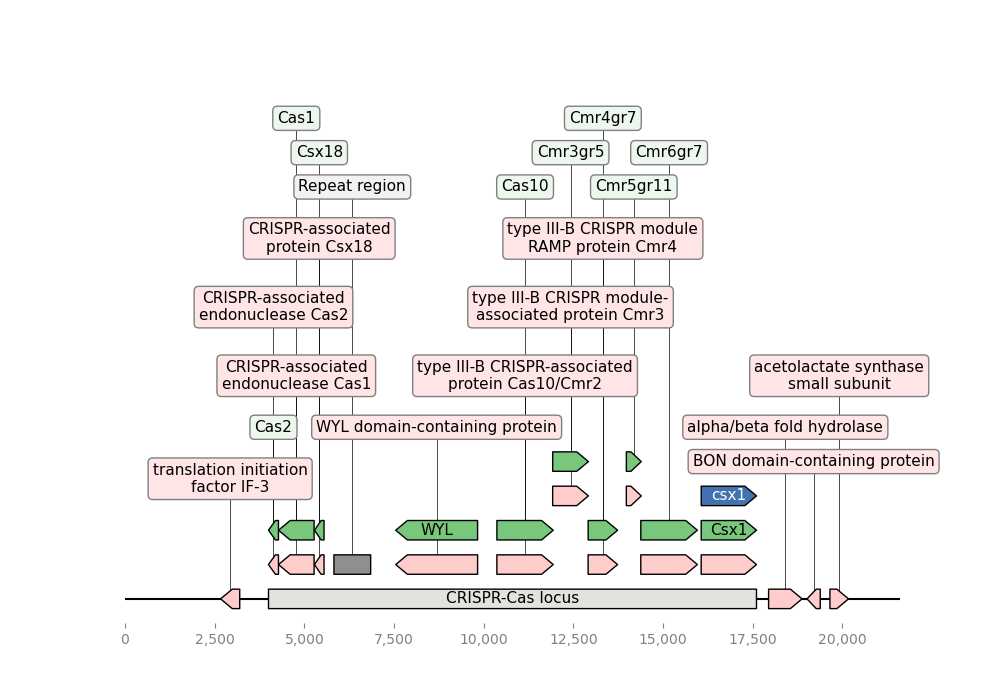 Cas1
Cmr4gr7
Csx18
Cmr3gr5
Cmr6gr7
Repeat region
Cas10
Cmr5gr11
CRISPR-associated
protein Csx18
type III-B CRISPR module
RAMP protein Cmr4
CRISPR-associated
endonuclease Cas2
type III-B CRISPR module-
associated protein Cmr3
CRISPR-associated
endonuclease Cas1
type III-B CRISPR-associated
protein Cas10/Cmr2
acetolactate synthase
small subunit
Cas2
WYL domain-containing protein
alpha/beta fold hydrolase
BON domain-containing protein
translation initiation
factor IF-3
csx1
WYL
Csx1
CRISPR-Cas locus
0
2,500
5,000
7,500
10,000
12,500
15,000
17,500
20,000